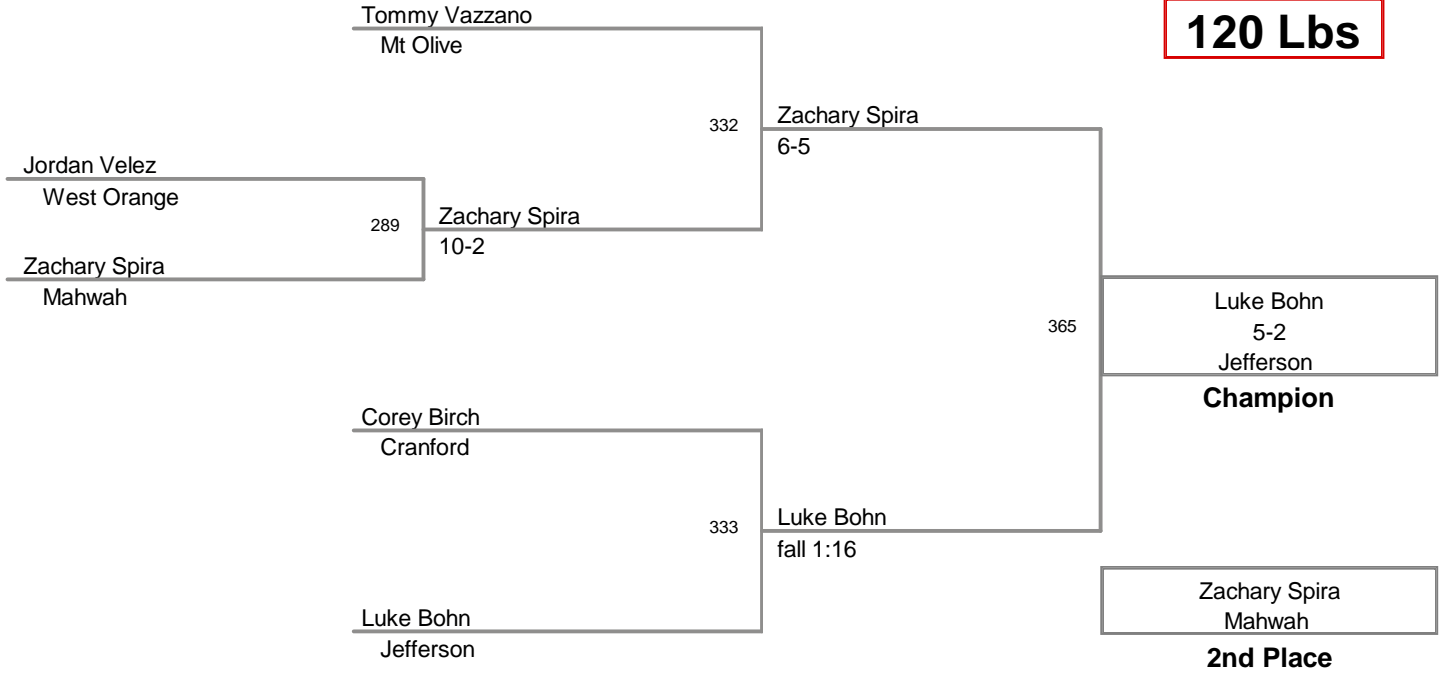 Tommy Vazzano
Mt Olive
120 Lbs
332
Zachary Spira
6-5
Jordan Velez
West Orange
289
Zachary Spira
10-2
Zachary Spira
Mahwah
365
Luke Bohn
5-2
Jefferson
Champion
Corey Birch
Cranford
333
Luke Bohn
fall 1:16
Luke Bohn
Jefferson
Zachary Spira
Mahwah
2nd Place